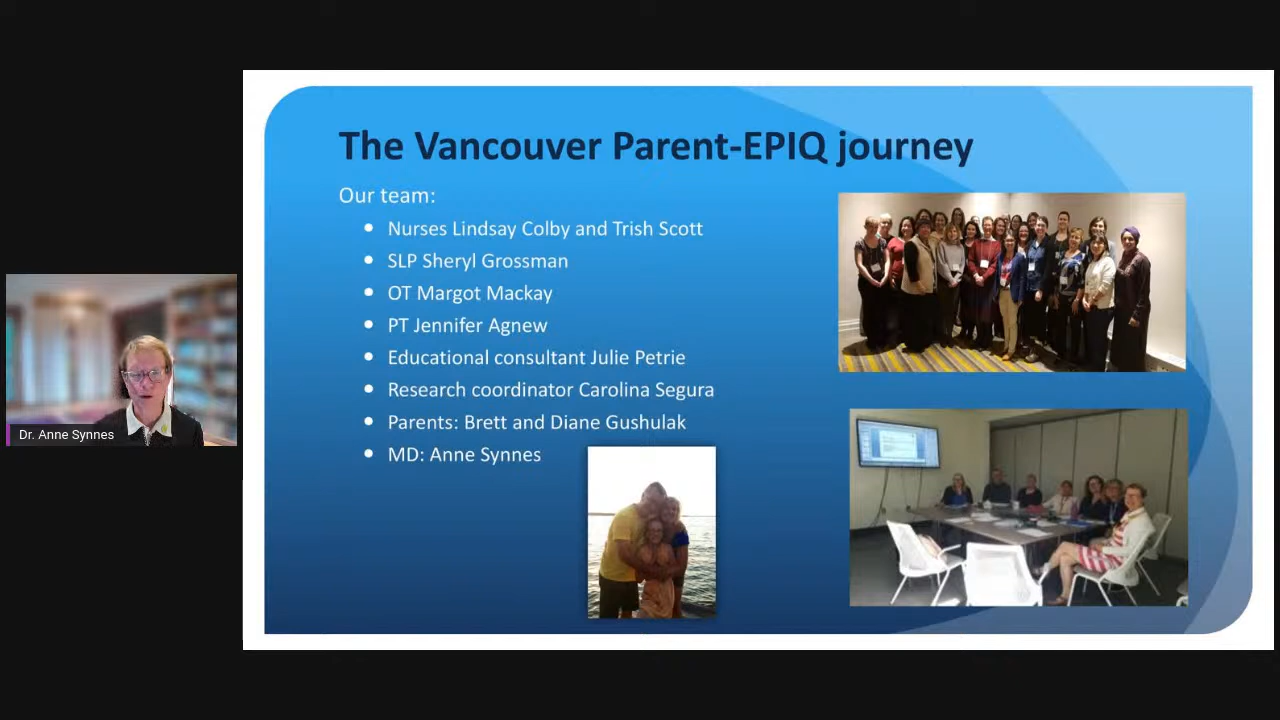 The Vancouver Parent-EPIQ journey
Our team:
Nurses Lindsay Colby and Trish Scott
SLP Sheryl Grossman
OT Margot Mackay
PT Jennifer Agnew
Educational consultant Julie Petrie
Research coordinator Carolina Segura
Parents: Brett and Diane Gushulak
MD: Anne Synnes
Dr. Anne Synnes